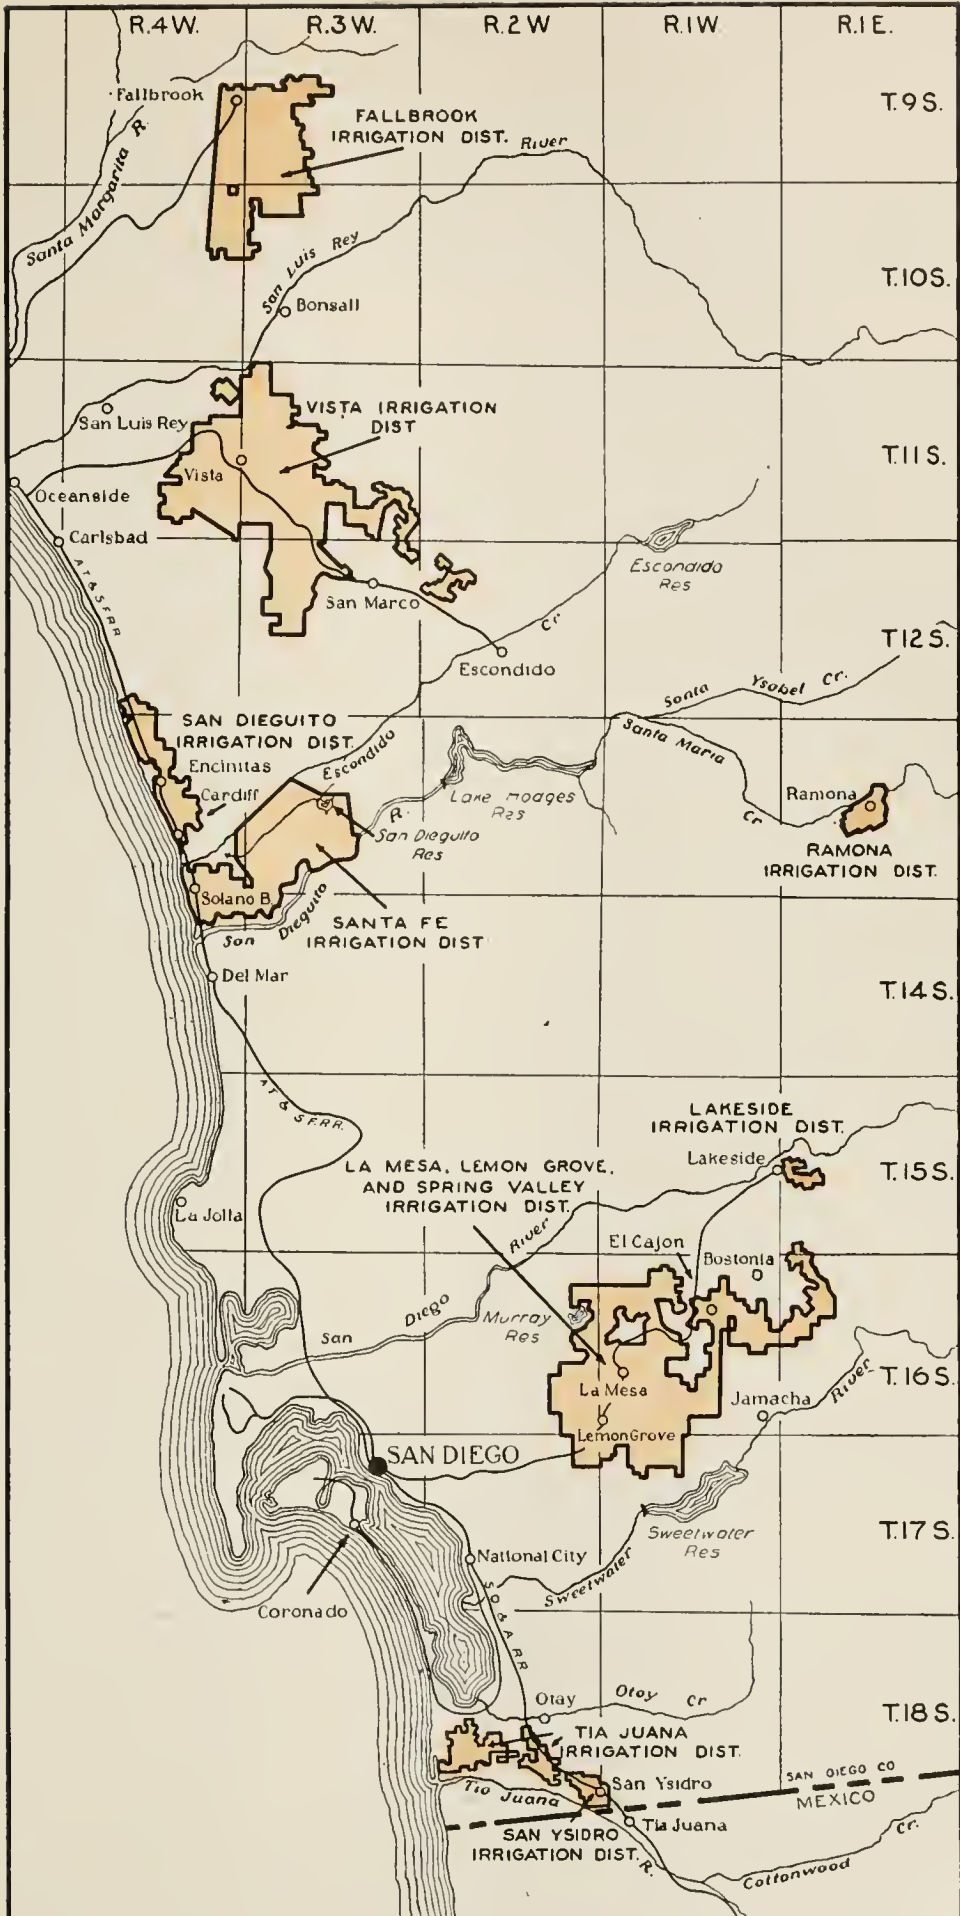 R.4W. R.3W. R.2W R.1W. R.1E.
Fallbrook
T.9S.
FALLBROOK
IRRIGATION DIST.
River
Santa Margarita R.
San Luis Rey
T.10S.
Bonsall
San Luis Rey
VISTA IRRIGATION
DIST
Vista
T.11S.
Oceanside
Carlsbad
A.T. & S.F.R.R.
Escondido
Res
San Marco
Cr.
T.12S.
Escondido
Santa Ysabel Cr.
SAN DIEGUITO
IRRIGATION DIST.
Santa Maria
Escondido
Encinitas
Cardiff
Lake Hodges
Res
R.
San Dieguito
Res
Cr
Ramona
RAMONA
IRRIGATION DIST.
Solano B.
San Dieguito
SANTA FE
IRRIGATION DIST
Del Mar
T.14S.
A.T. & S.F.R.R.
LAKESIDE
IRRIGATION DIST.
Lakeside
LA MESA, LEMON GROVE,
AND SPRING VALLEY
IRRIGATION DIST.
T.15S.
La Jolla
River
El Cajon
Bostonia
San Diego
Murray
Res
T.16S.
La Mesa
Jamacha
River
Lemon Grove
SAN DIEGO
Sweetwater
Res
T.17S.
National City
Sweetwater
Coronado
S.D. & A.R.R.
Otay
Otay Cr
T.18S.
TIA JUANA
IRRIGATION DIST.
San Ysidro
SAN DIEGO CO
MEXICO
Tia Juana
Tia Juana
SAN YSIDRO
IRRIGATION DIST.
R.
Cottonwood Cr.